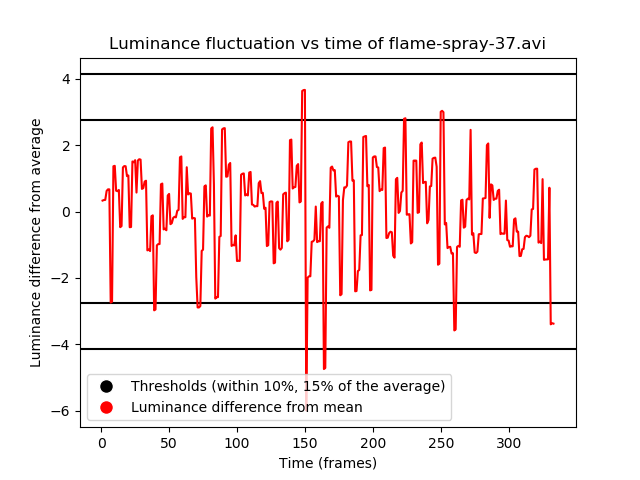 Luminance fluctuation vs time of flame-spray-37.avi
Luminance difference from average
4
2
0
−2
−4
−6
Thresholds (within 10%, 15% of the average)
Luminance difference from mean
0 50 100 150 200 250 300
Time (frames)